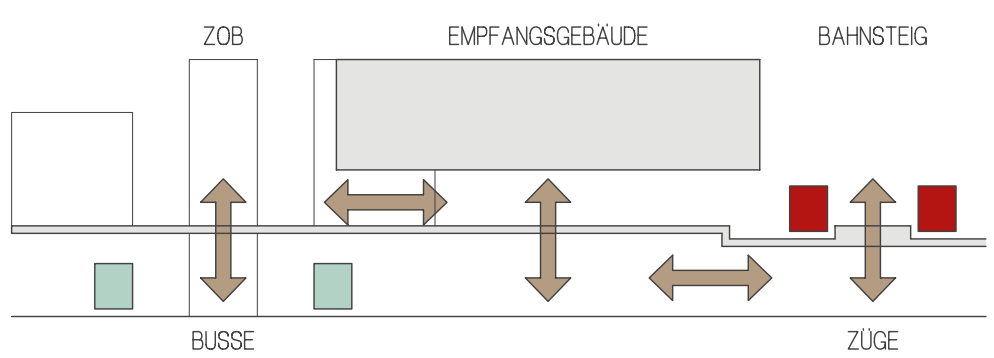 ZOB
EMPFANGSGEBÄUDE
BAHNSTEIG
BUSSE
ZÜGE